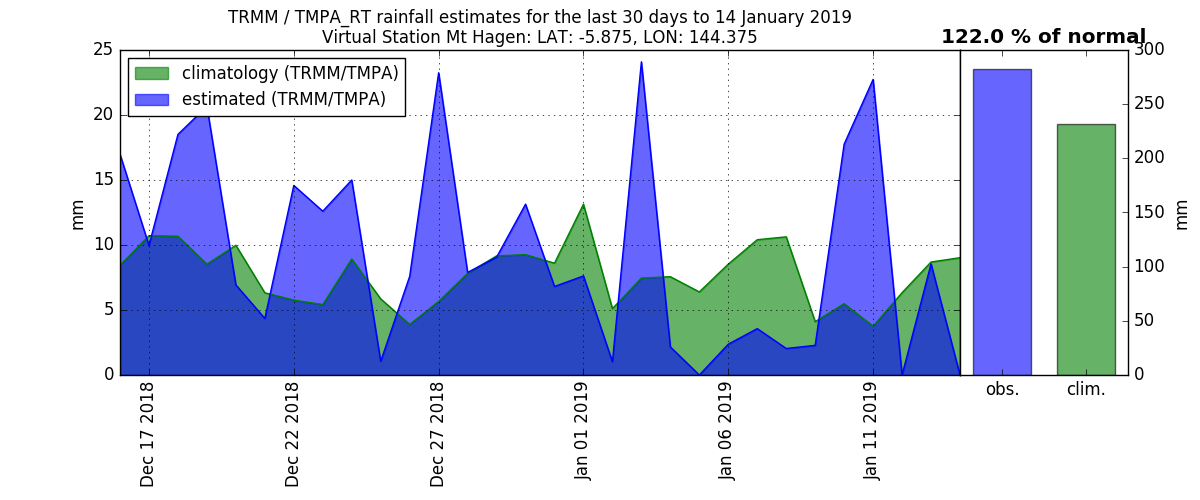 TRMM / TMPA_RT rainfall estimates for the last 30 days to 14 January 2019
Virtual Station Mt Hagen: LAT: -5.875, LON: 144.375
122.0 % of normal
climatology (TRMM/TMPA)
estimated (TRMM/TMPA)
25
20
15
10
5
0
mm
Dec 17 2018
Dec 22 2018
Dec 27 2018
Jan 01 2019
Jan 06 2019
Jan 11 2019
obs.
clim.
300
250
200
150
100
50
0
mm